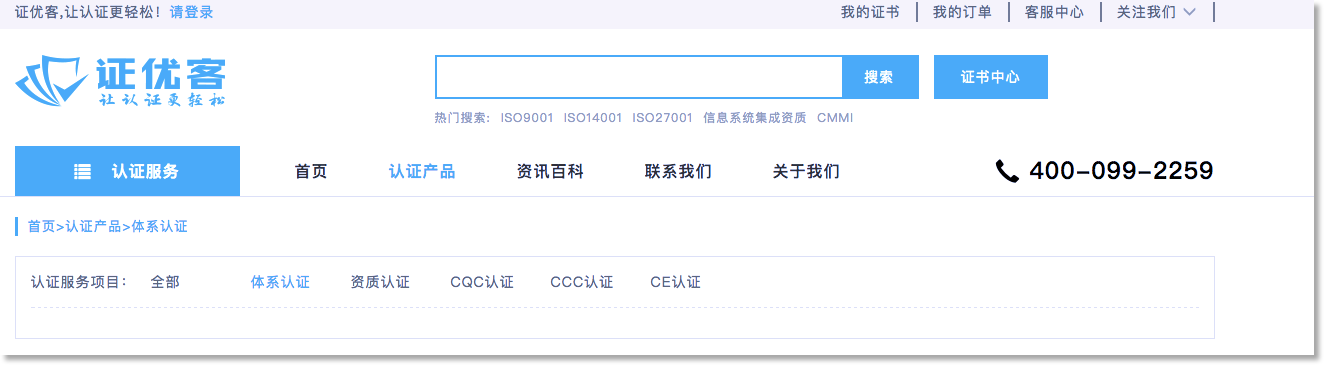 证优客,让认证更轻松！请登录 我的证书 我的订单 客服中心 关注我们
证优客
让认证更轻松
搜索 证书中心
热门搜索： ISO9001 ISO14001 ISO27001 信息系统集成资质 CMMI
认证服务 首页 认证产品 资讯百科 联系我们 关于我们 400-099-2259
首页>认证产品>体系认证
认证服务项目： 全部 体系认证 资质认证 CQC认证 CCC认证 CE认证